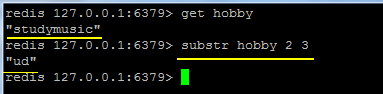 redis 127.0.0.1:6379> get hobby
"studymusic"
redis 127.0.0.1:6379> substr hobby 2 3
"ud"
redis 127.0.0.1:6379>